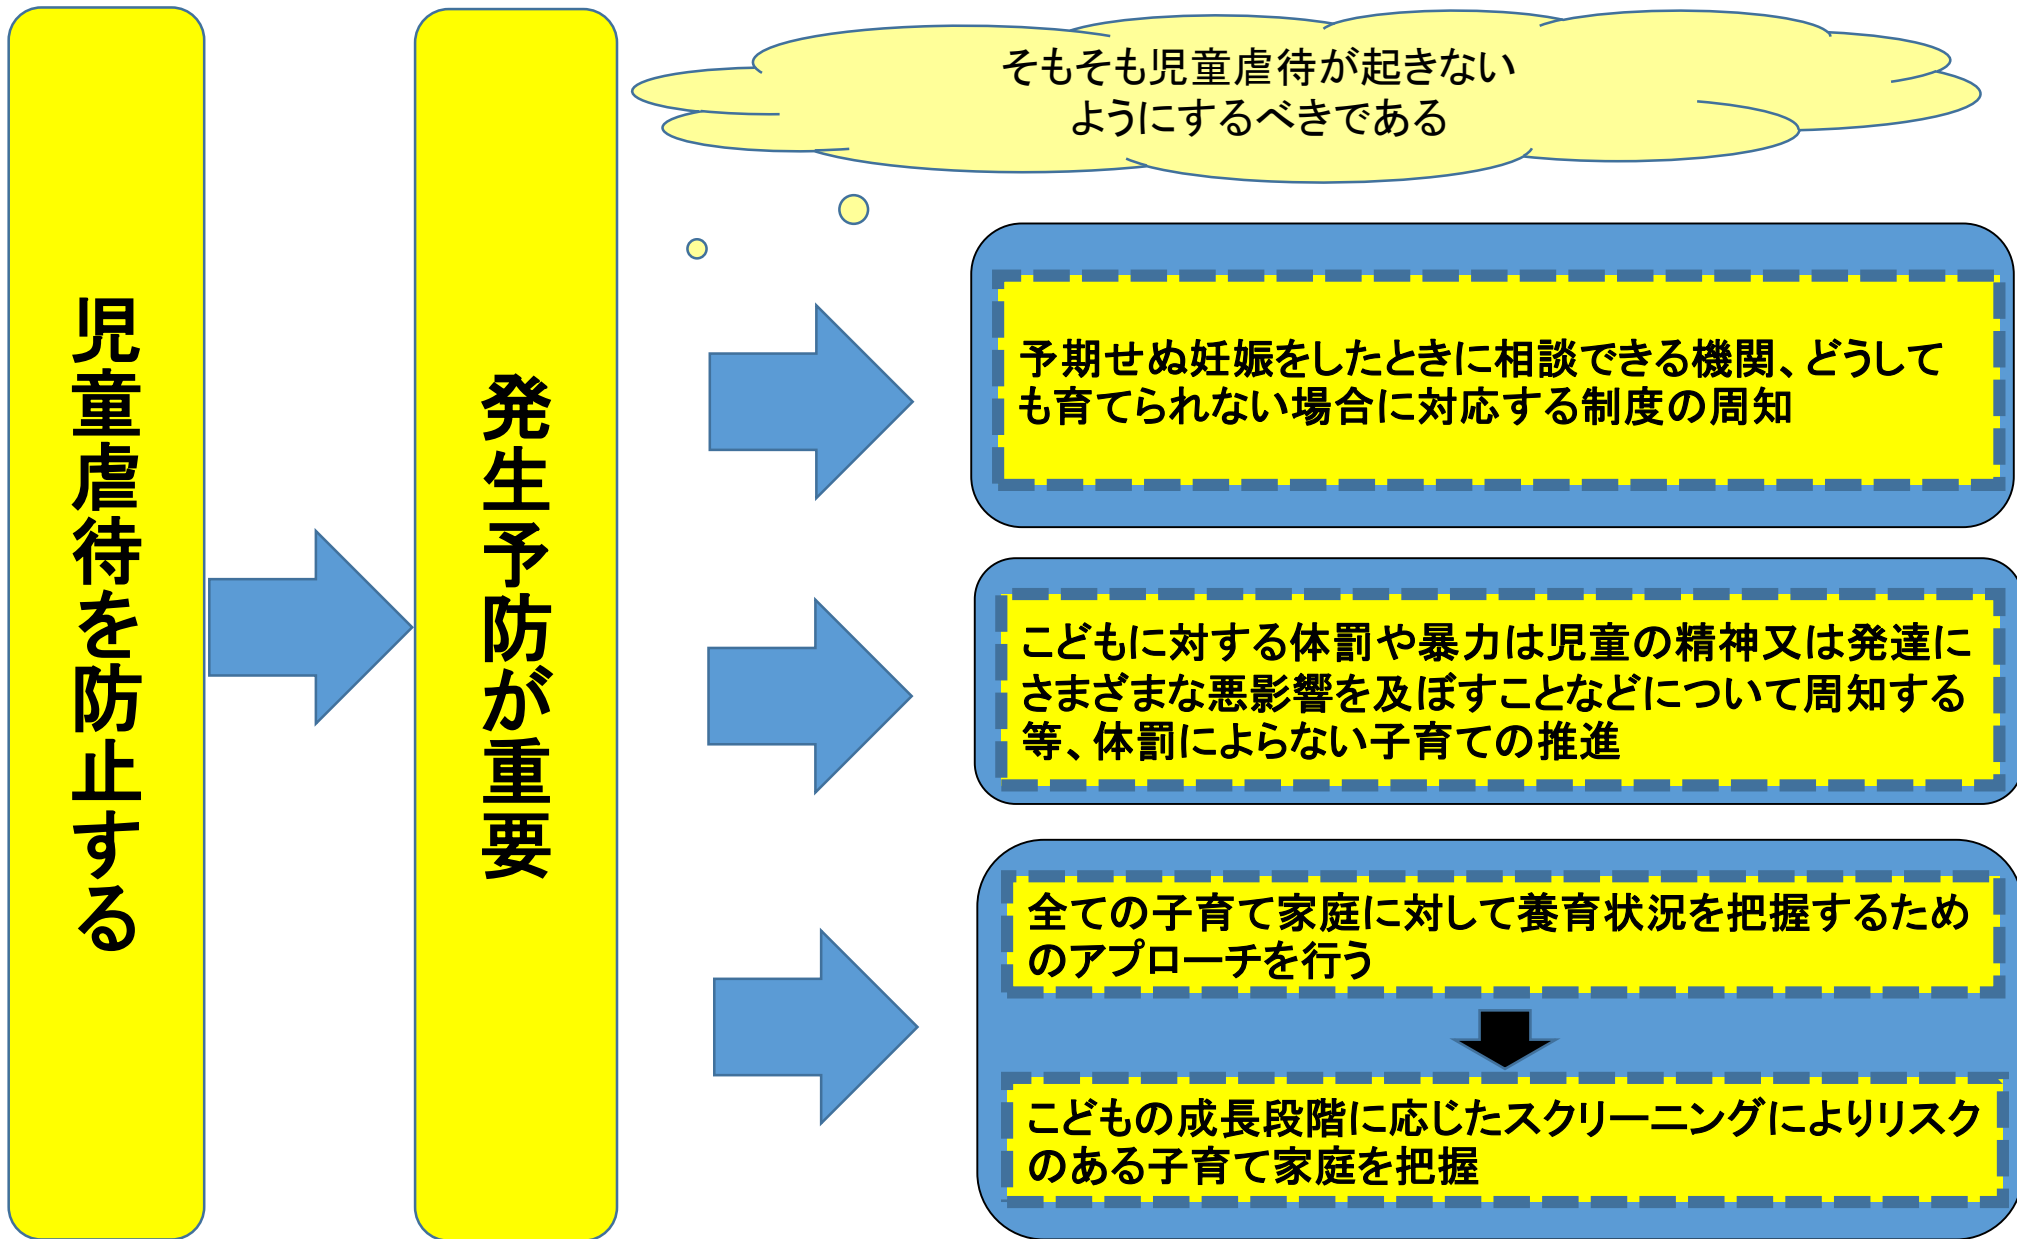 児童虐待を防止する
発生予防が重要
そもそも児童虐待が起きない
ようにするべきである
予期せぬ妊娠をしたときに相談できる機関、どうして
も育てられない場合に対応する制度の周知
こどもに対する体罰や暴力は児童の精神又は発達に
さまざまな悪影響を及ぼすことなどについて周知する
等、体罰によらない子育ての推進
全ての子育て家庭に対して養育状況を把握するため
のアプローチを行う
こどもの成長段階に応じたスクリーニングによりリスク
のある子育て家庭を把握